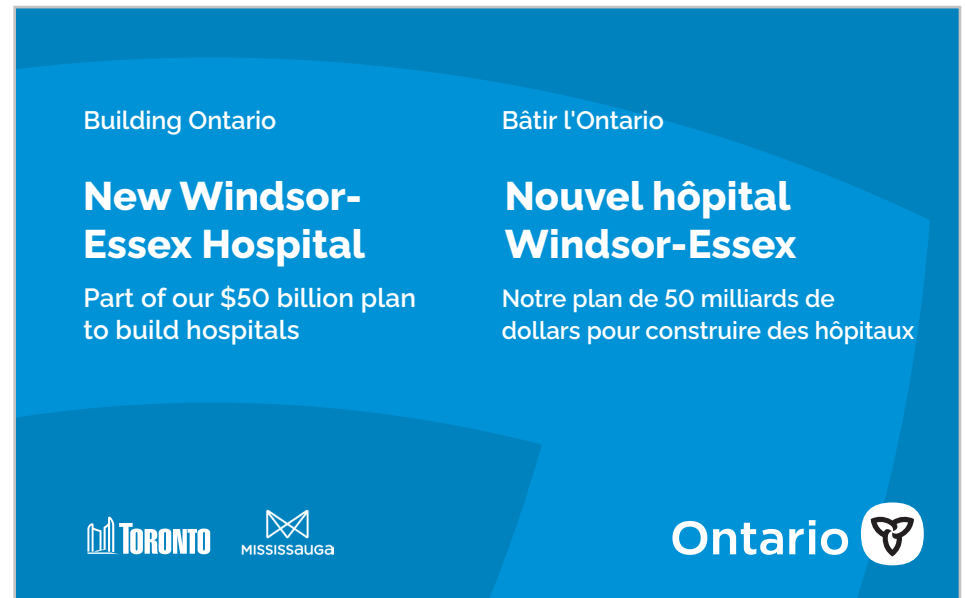 Building Ontario
New Windsor-
Essex Hospital
Part of our $50 billion plan
to build hospitals
Bâtir l'Ontario
Nouvel hôpital
Windsor-Essex
Notre plan de 50 milliards de
dollars pour construire des hôpitaux
TORONTO
MISSISSAUGA
Ontario